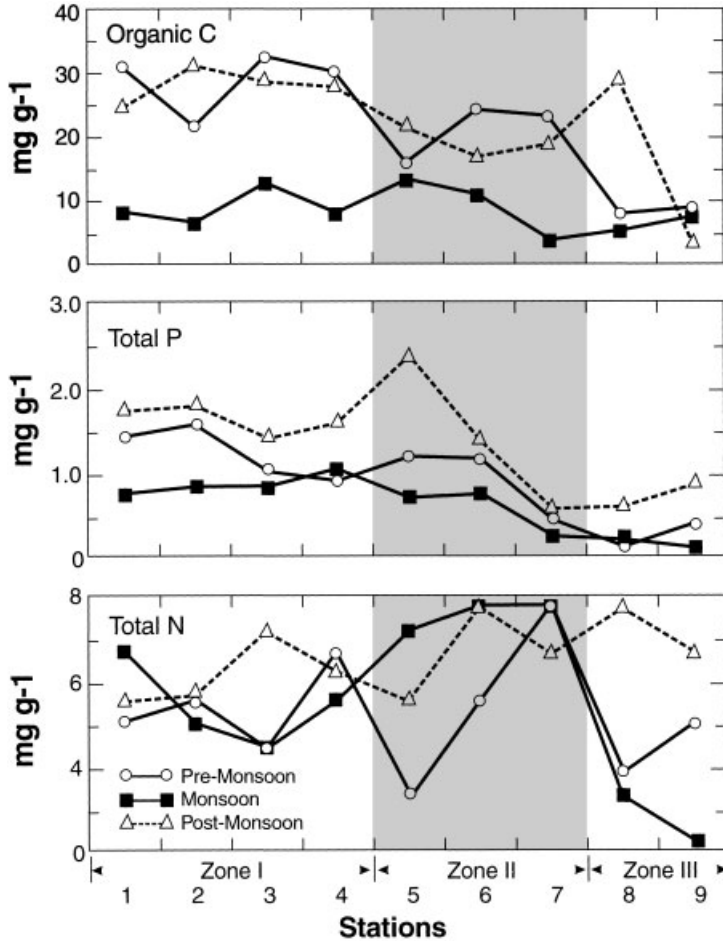 Organic C
40
30
20
10
0
mg g-1
Total P
3.0
2.0
1.0
0
mg g-1
Total N
8
6
4
0
mg g-1
Pre-Monsoon
Monsoon
Post-Monsoon
Zone I Zone II Zone III
1 2 3 4 5 6 7 8 9
Stations